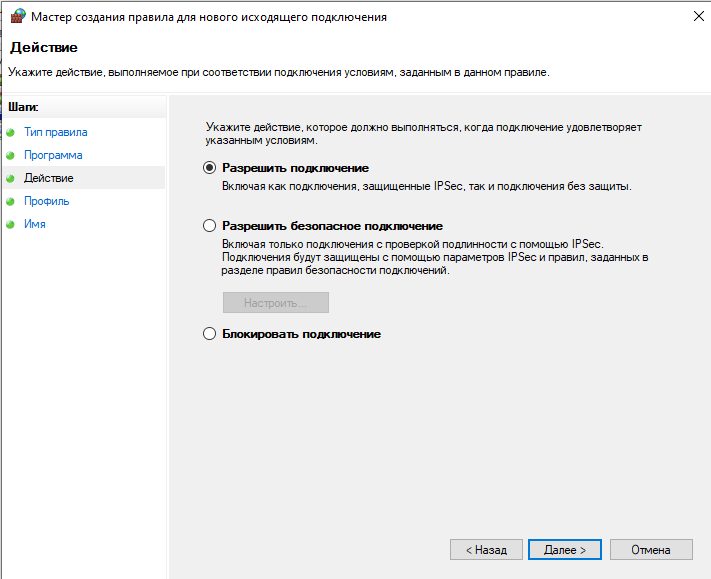 Мастер создания правила для нового исходящего подключения
Действие
Укажите действие, выполняемое при соответствии подключения условиям, заданным в данном правиле.
Шаги:
Тип правила
Программа
Действие
Профиль
Имя
Укажите действие, которое должно выполняться, когда подключение удовлетворяет
указанным условиям.
Разрешить подключение
Включая как подключения, защищенные IPSec, так и подключения без защиты.
Разрешить безопасное подключение
Включая только подключения с проверкой подлинности с помощью IPSec.
Подключения будут защищены с помощью параметров IPSec и правил, заданных в
разделе правил безопасности подключений.
Настроить...
Блокировать подключение
< Назад
Далее >
Отмена